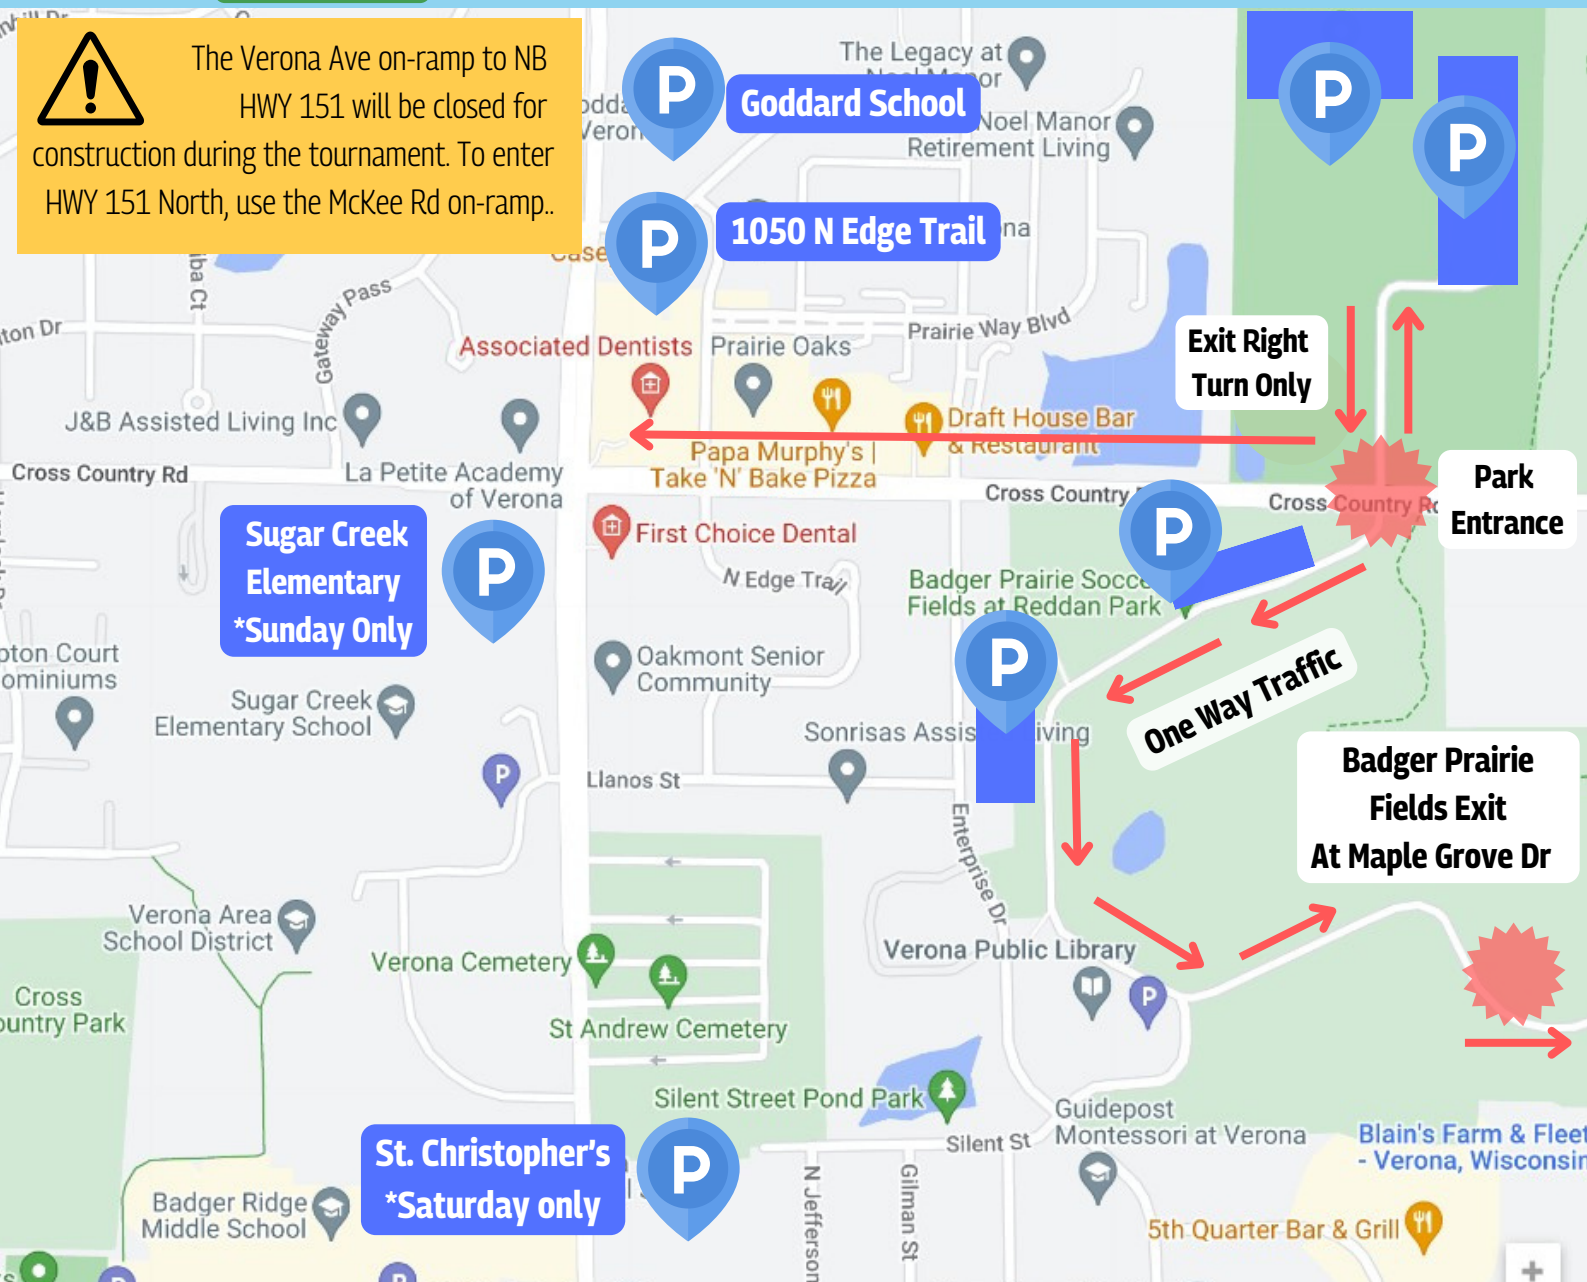 The Verona Ave on-ramp to NB
HWY 151 will be closed for
construction during the tournament. To enter
HWY 151 North, use the McKee Rd on-ramp..
P
Goddard School
The Legacy at
Noel Manor
Retirement Living
P
P
P
1050 N Edge Trail
Gateway Pass
Associated Dentists
Prairie Oaks
Prairie Way Blvd
Exit Right
Turn Only
J&B Assisted Living Inc
Draft House Bar
& Restaurant
Papa Murphy's |
Take 'N' Bake Pizza
La Petite Academy
of Verona
Cross Country Rd
Cross Country
Cross Country Rd
Park
Entrance
Sugar Creek
Elementary
*Sunday Only
P
First Choice Dental
P
N Edge Trail
Badger Prairie
Fields at Reddan Park
P
Oakmont Senior
Community
One Way Traffic
Sugar Creek
Elementary School
Sonrisas
P
Llanos St
Badger Prairie
Fields Exit
At Maple Grove Dr
Enterprise Dr
Verona Area
School District
Verona Cemetery
Verona Public Library
P
Cross
St Andrew Cemetery
Silent Street Pond Park
Guidepost
Montessori at Verona
Silent St
Blain's Farm & Fleet
- Verona, Wisconsin
St. Christopher's
*Saturday only
P
N Jefferson
Gilman St
Badger Ridge
Middle School
5th Quarter Bar & Grill
+